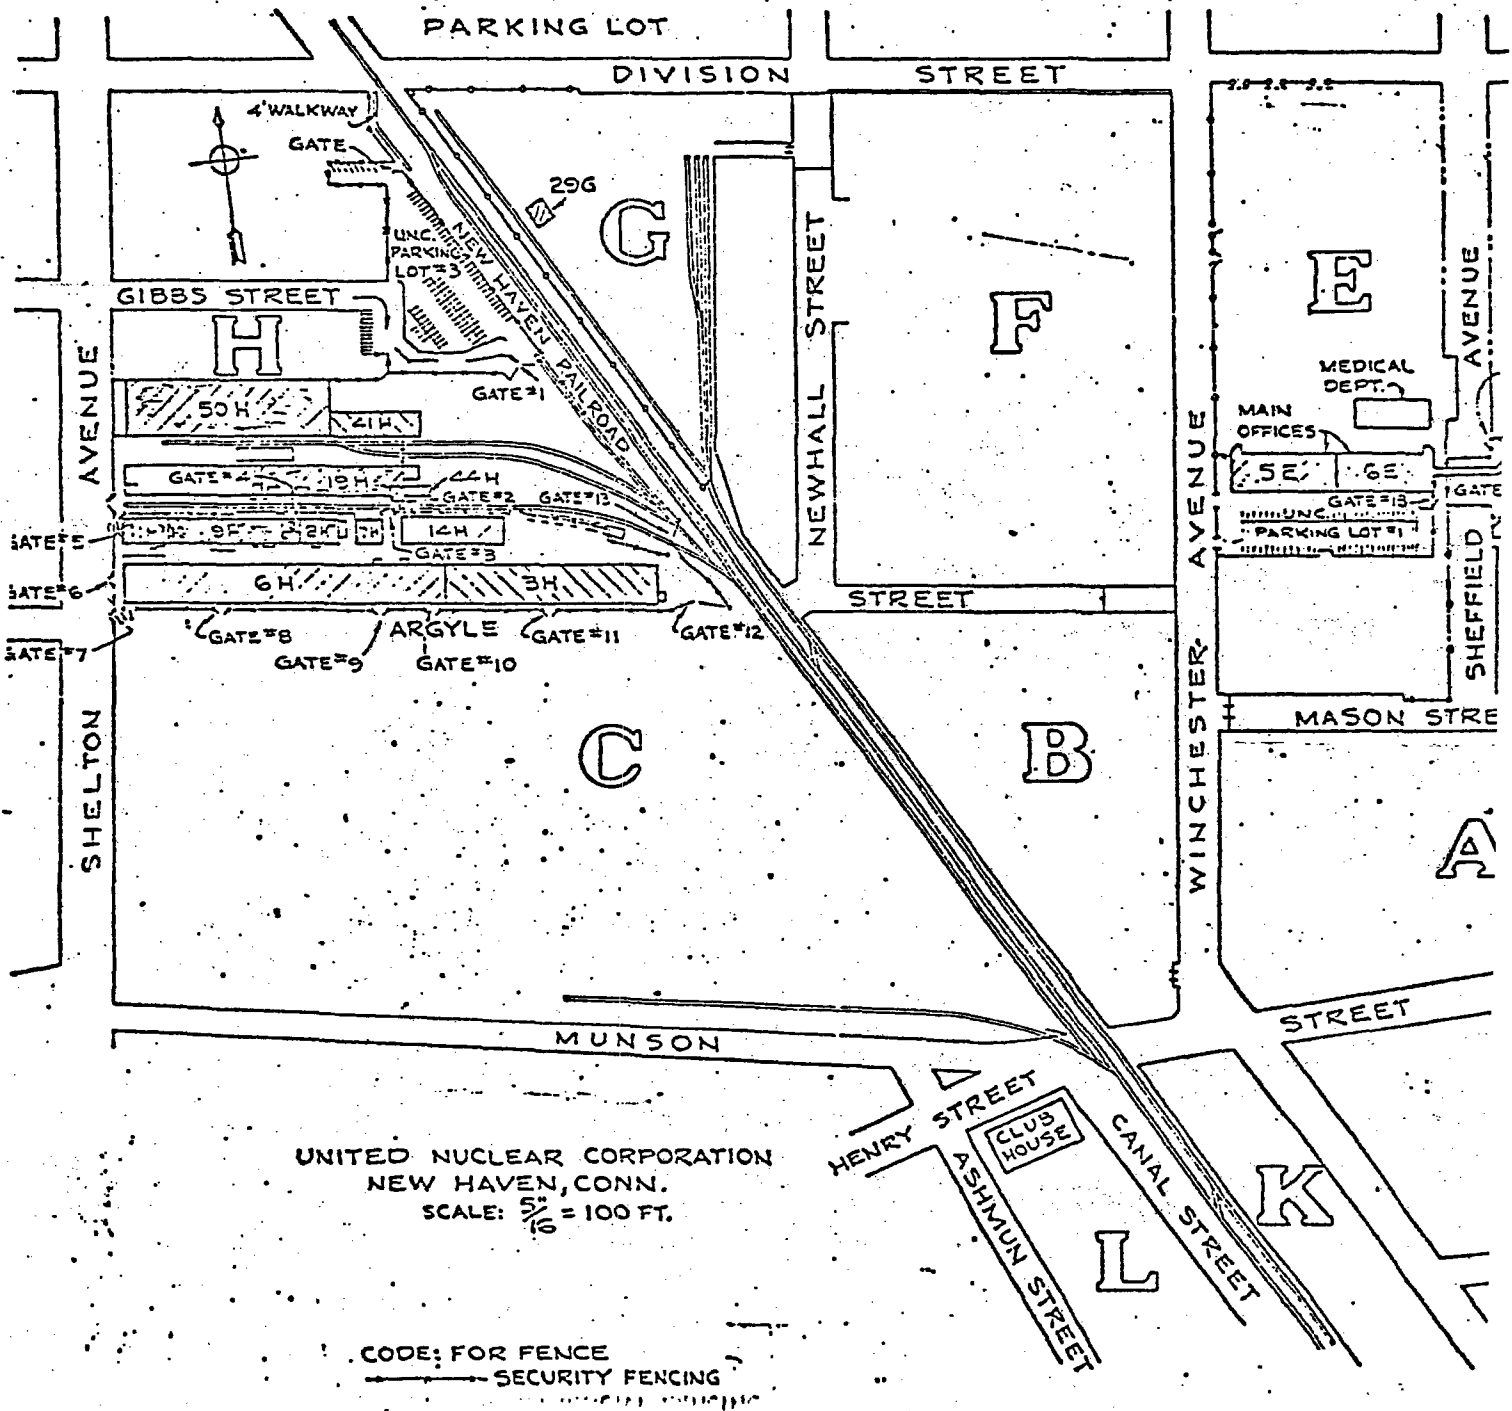 PARKING LOT
DIVISION STREET
4' WALKWAY
GATE
29G
G
UNC.
PARKING
LOT #3
NEW HAVEN RAILROAD
GIBBS STREET
H
F
E
NEWHALL STREET
AVENUE
GATE #1
MEDICAL
DEPT.
MAIN
OFFICES
50 H
41H
5E
6E
GATE #4
19H
44H
GATE #2
GATE #13
GATE #13
GATE
UNC.
PARKING LOT #1
9F
2H
14H
GATE #3
GATE #6
6H
3H
STREET
GATE #8
ARGYLE
GATE #11
GATE #12
GATE #7
GATE #9
GATE #10
SHELTON AVENUE
WINCHESTER AVENUE
SHEFFIELD
MASON STRE
C
B
A
MUNSON
STREET
HENRY STREET
CLUB
HOUSE
ASHMUN STREET
CANAL STREET
K
L
UNITED NUCLEAR CORPORATION
NEW HAVEN, CONN.
SCALE: 5/16" = 100 FT.
CODE: FOR FENCE
SECURITY FENCING